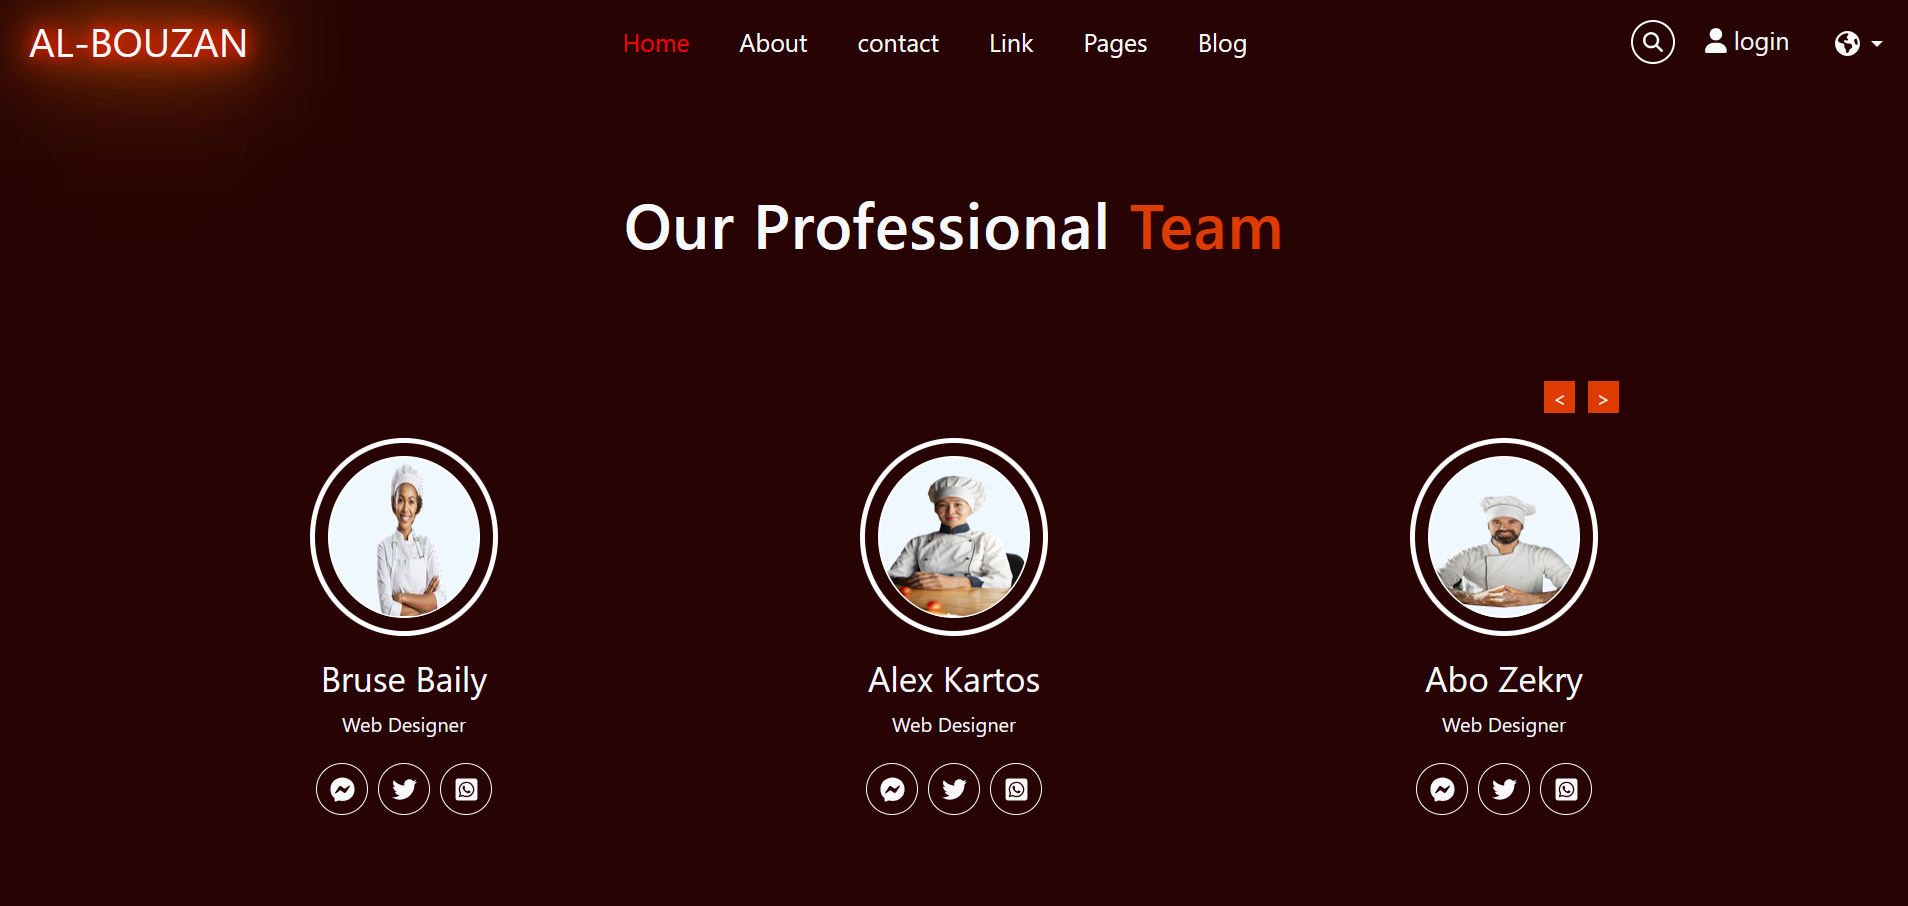 AL-BOUZAN
Home About contact Link Pages Blog
login
Our Professional Team
< >
Bruse Baily
Web Designer
Alex Kartos
Web Designer
Abo Zekry
Web Designer